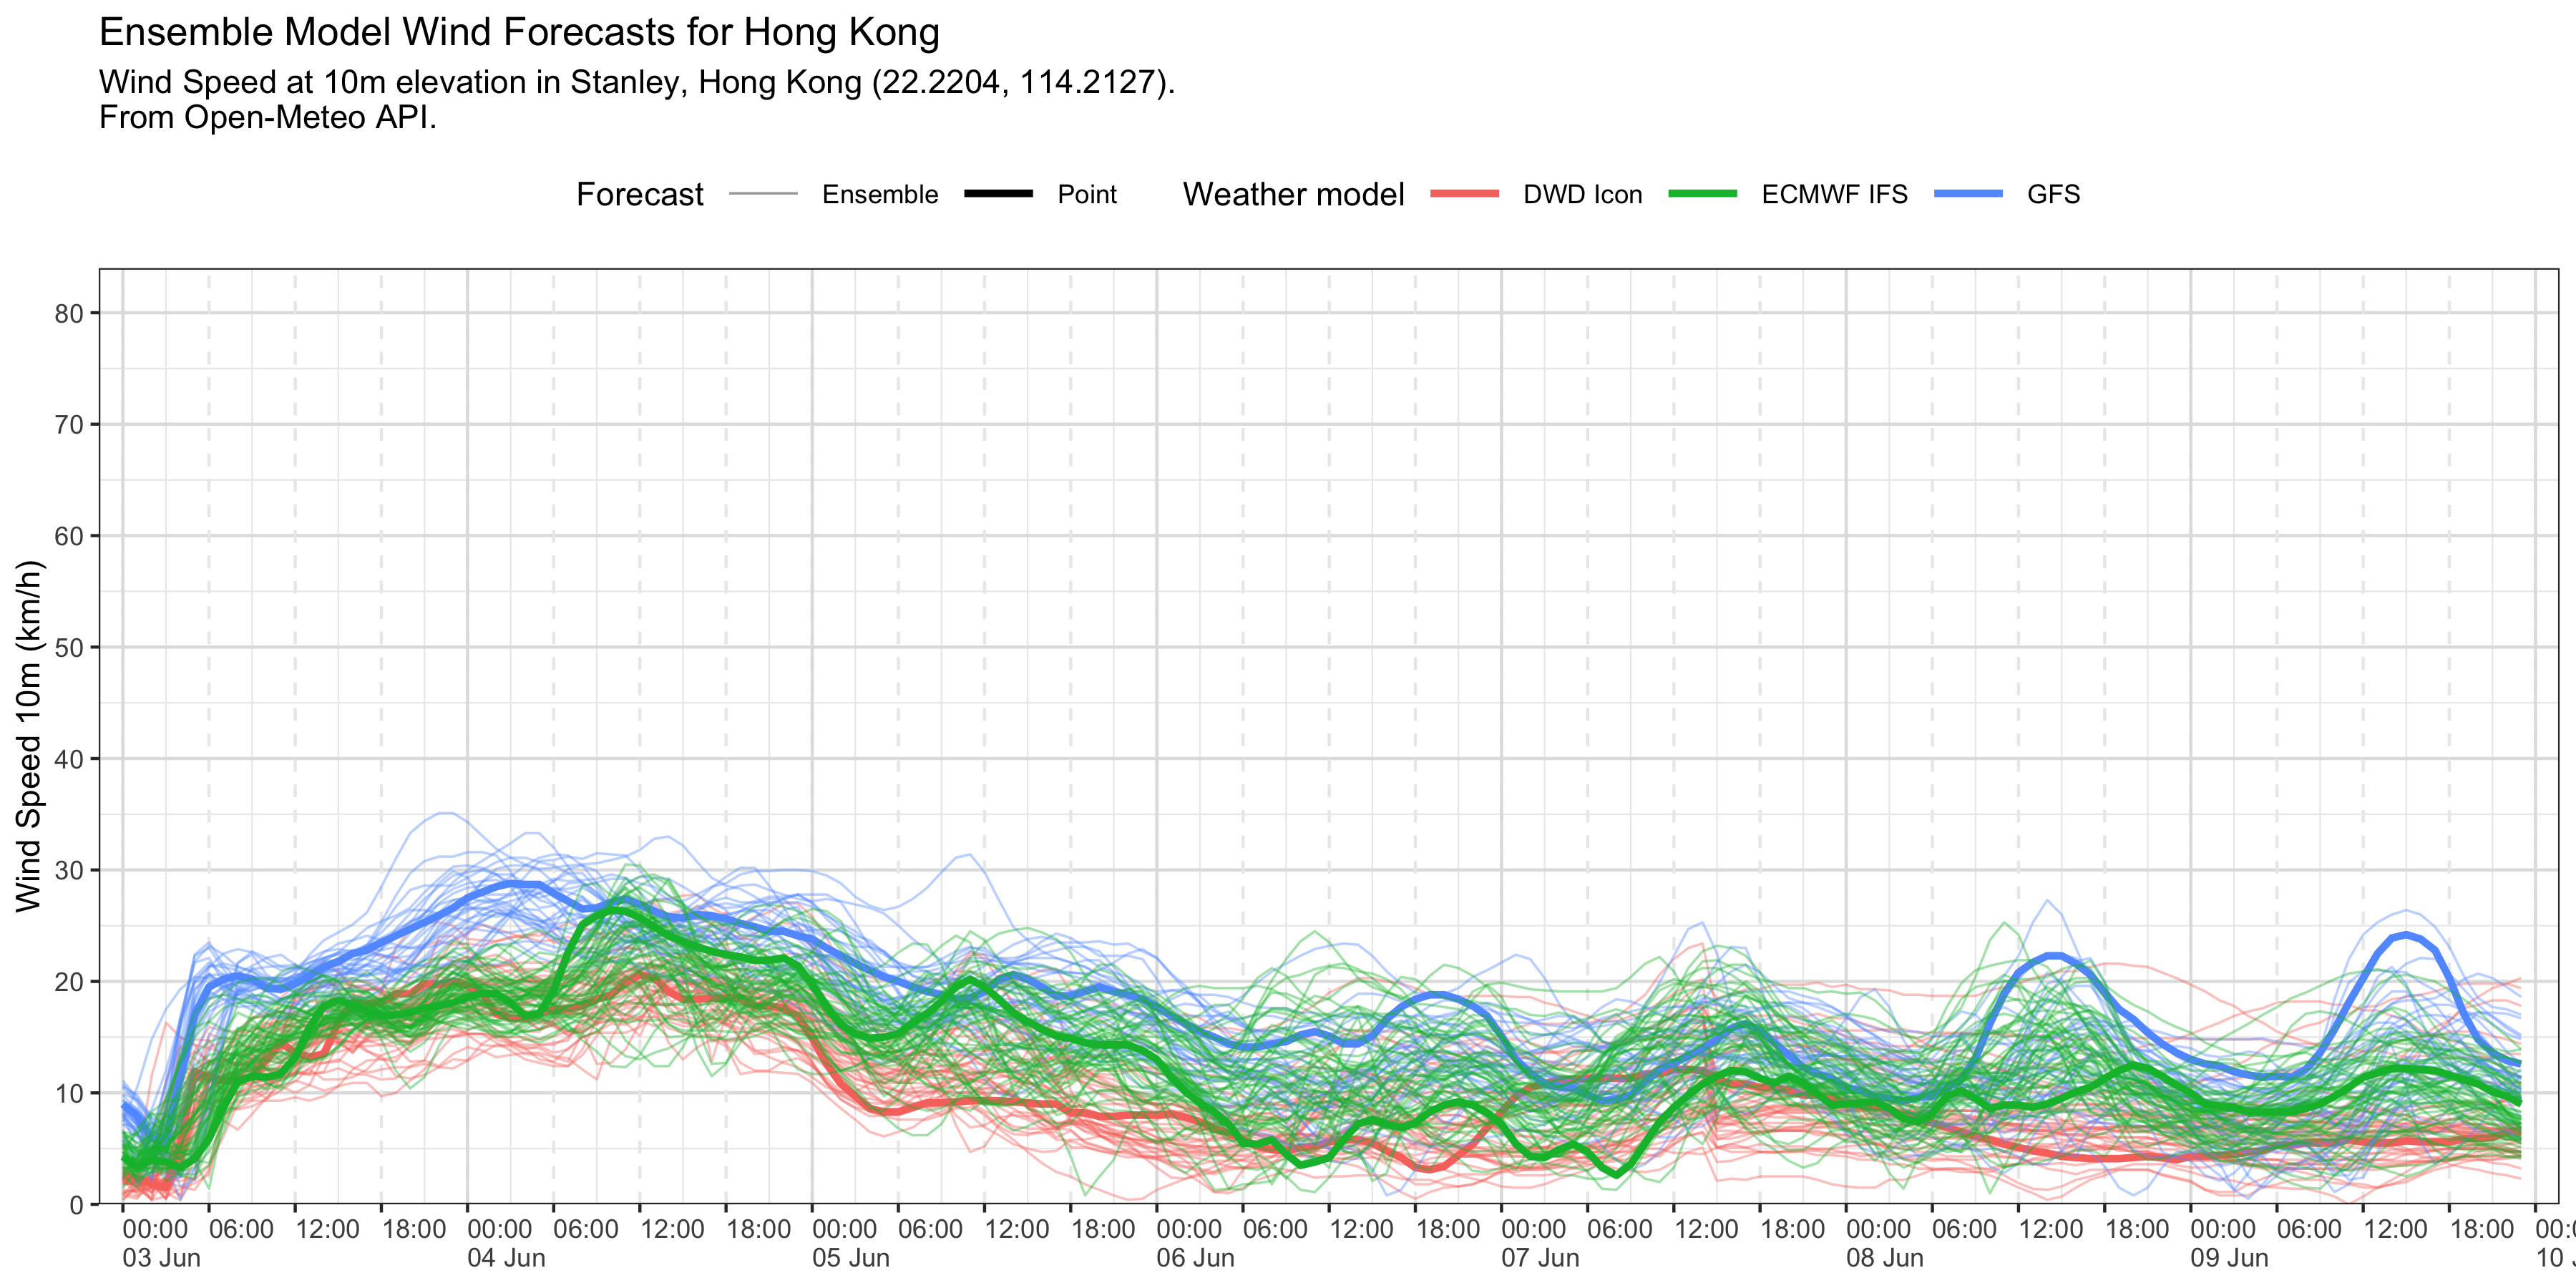 Ensemble Model Wind Forecasts for Hong Kong
Wind Speed at 10m elevation in Stanley, Hong Kong (22.2204, 114.2127).
From Open-Meteo API.
Forecast Ensemble Point Weather model DWD Icon ECMWF IFS GFS
Wind Speed 10m (km/h)
80
70
60
50
40
30
20
10
0
00:00 06:00 12:00 18:00 00:00 06:00 12:00 18:00 00:00 06:00 12:00 18:00 00:00 06:00 12:00 18:00 00:00 06:00 12:00 18:00 00:00 06:00 12:00 18:00 00:00 06:00 12:00 18:00
03 Jun 04 Jun 05 Jun 06 Jun 07 Jun 08 Jun 09 Jun 10